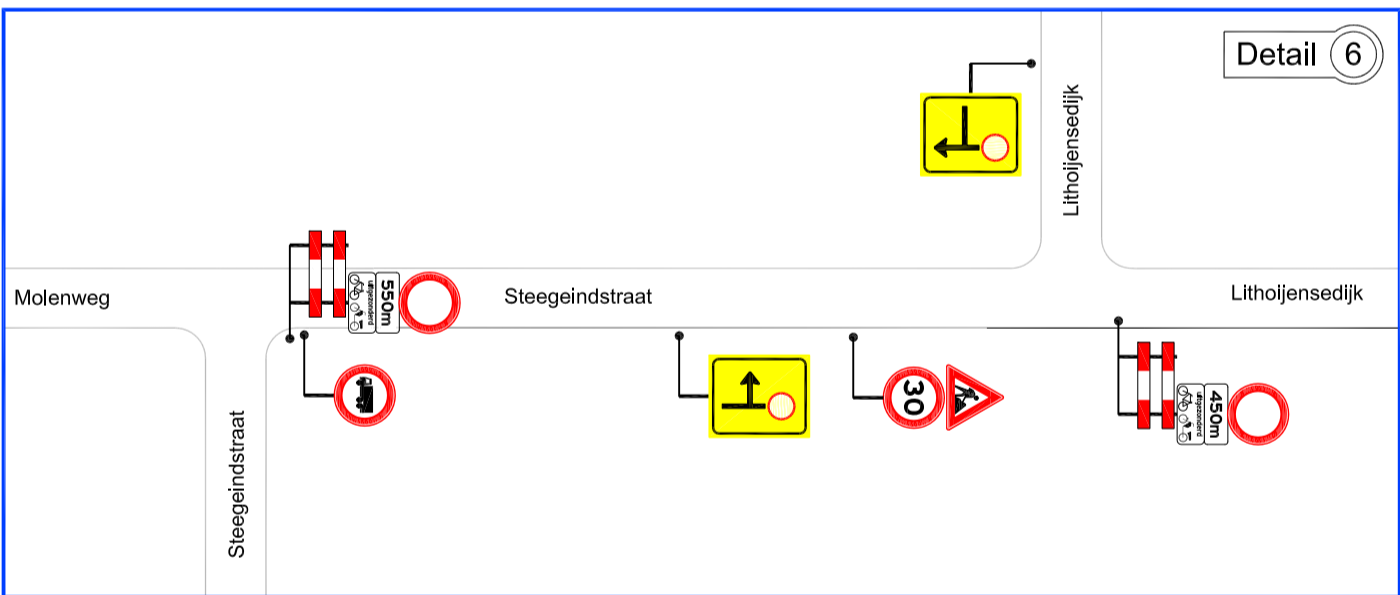 Detail 6
Lithoijensedijk
Molenweg
550m
uitgezonderd
Steegeindstraat
Lithoijensedijk
Steegeindstraat
30
450m
uitgezonderd